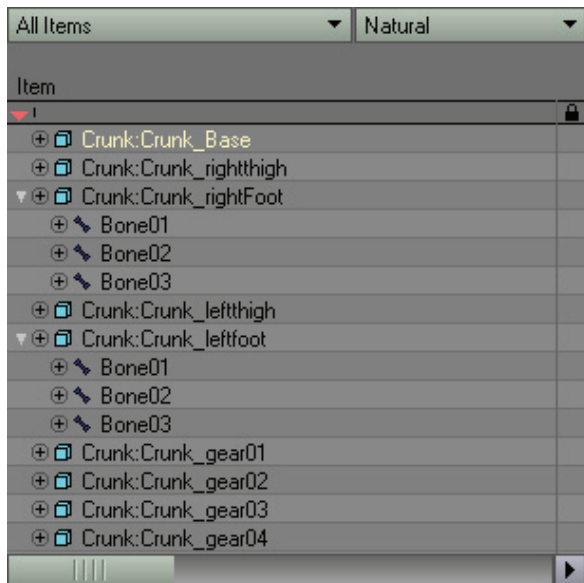 All Items Natural
Item
Crunk:Crunk_Base
Crunk:Crunk_rightthigh
Crunk:Crunk_rightFoot
Bone01
Bone02
Bone03
Crunk:Crunk_leftthigh
Crunk:Crunk_leftfoot
Bone01
Bone02
Bone03
Crunk:Crunk_gear01
Crunk:Crunk_gear02
Crunk:Crunk_gear03
Crunk:Crunk_gear04